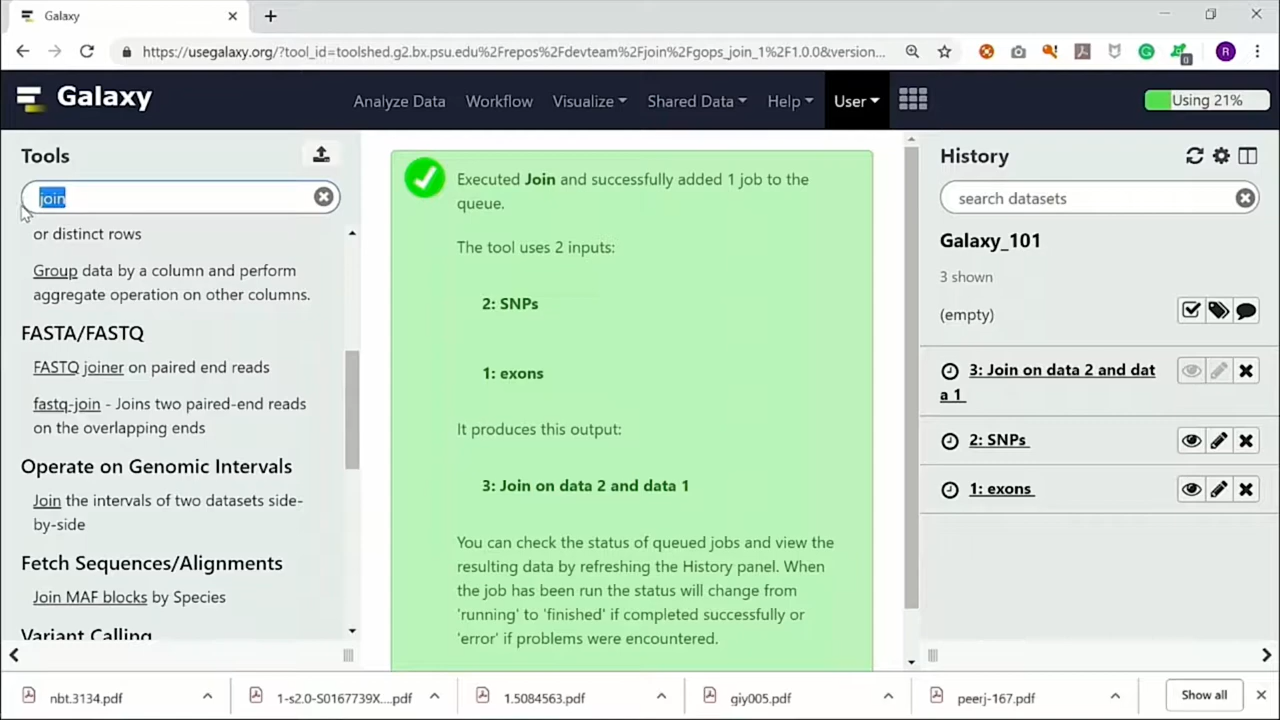 Galaxy
https://usegalaxy.org/?tool_id=toolshed.g2.bx.psu.edu%2Frepos%2Fdevteam%2Fjoin%2Fgops_join_1%2F1.0.0&version...
R
0
Galaxy
Analyze Data
Workflow
Visualize
Shared Data
Help
User
Using 21%
Tools
join
or distinct rows
Group data by a column and perform
aggregate operation on other columns.
FASTA/FASTQ
FASTQ joiner on paired end reads
fastq-join - Joins two paired-end reads
on the overlapping ends
Operate on Genomic Intervals
Join the intervals of two datasets side-
by-side
Fetch Sequences/Alignments
Join MAF blocks by Species
Variant Calling
Executed Join and successfully added 1 job to the
queue.
The tool uses 2 inputs:
2: SNPs
1: exons
It produces this output:
3: Join on data 2 and data 1
You can check the status of queued jobs and view the
resulting data by refreshing the History panel. When
the job has been run the status will change from
'running' to 'finished' if completed successfully or
'error' if problems were encountered.
History
search datasets
Galaxy_101
3 shown
(empty)
3: Join on data 2 and dat
a 1
2: SNPs
1: exons
nbt.3134.pdf
1-s2.0-S0167739X....pdf
1.5084563.pdf
giy005.pdf
peerj-167.pdf
Show all